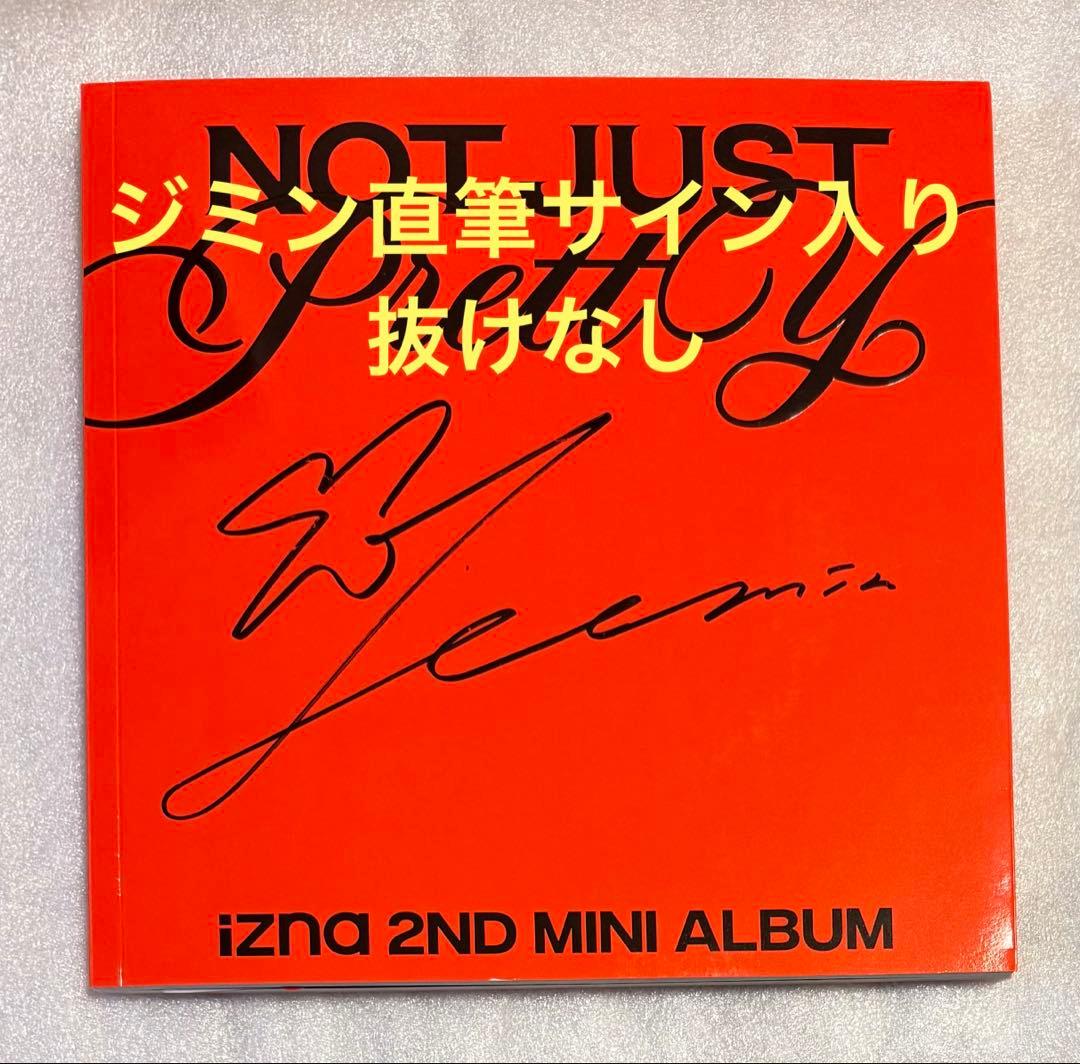 NOT JUST
ジミン直筆サイン入り
Pretty
抜けなし
Jeemin
izna 2ND MINI ALBUM